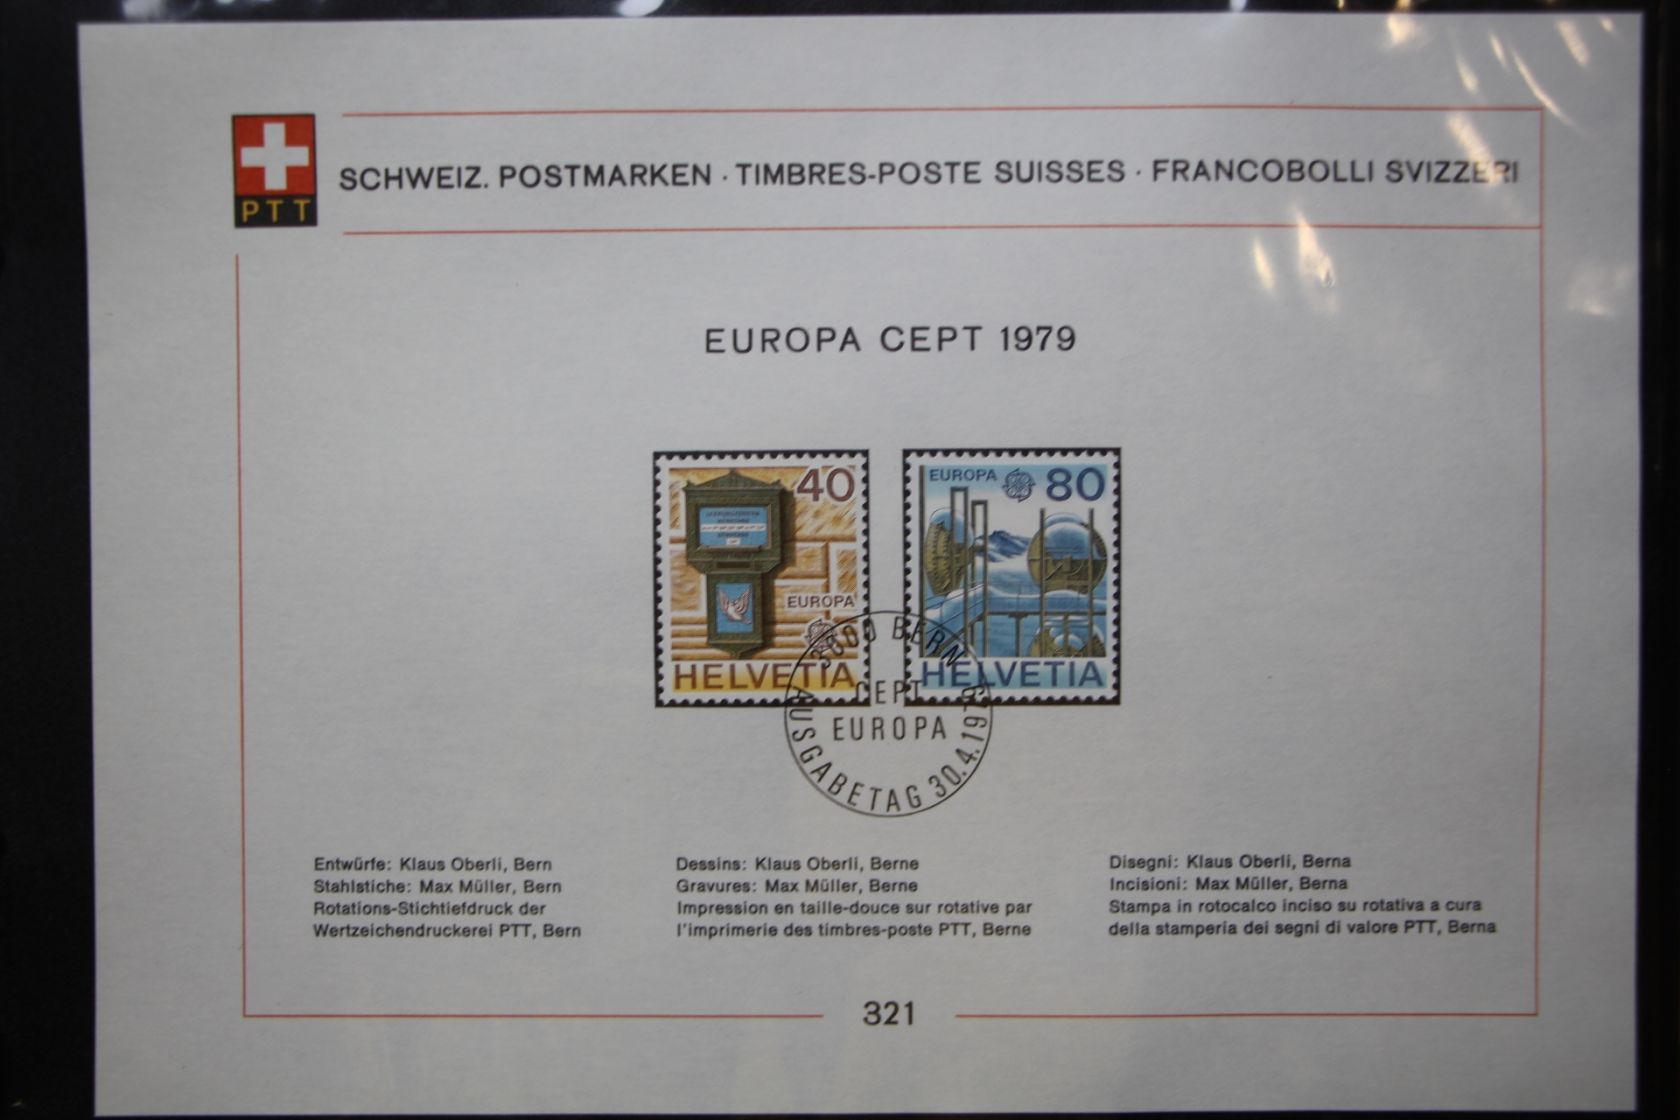 PTT
SCHWEIZ. POSTMARKEN · TIMBRES-POSTE SUISSES · FRANCOBOLLI SVIZZERI
EUROPA CEPT 1979
40
EUROPA
HELVETIA
EUROPA
80
HELVETIA
3000 BERN
CEPT
EUROPA
AUSGABETAG 30.4.1979
Entwürfe: Klaus Oberli, Bern
Stahlstiche: Max Müller, Bern
Rotations-Stichtiefdruck der
Wertzeichendruckerei PTT, Bern
Dessins: Klaus Oberli, Berne
Gravures: Max Müller, Berne
Impression en taille-douce sur rotative par
l'imprimerie des timbres-poste PTT, Berne
Disegni: Klaus Oberli, Berna
Incisioni: Max Müller, Berna
Stampa in rotocalco inciso su rotativa a cura
della stamperia dei segni di valore PTT, Berna
321